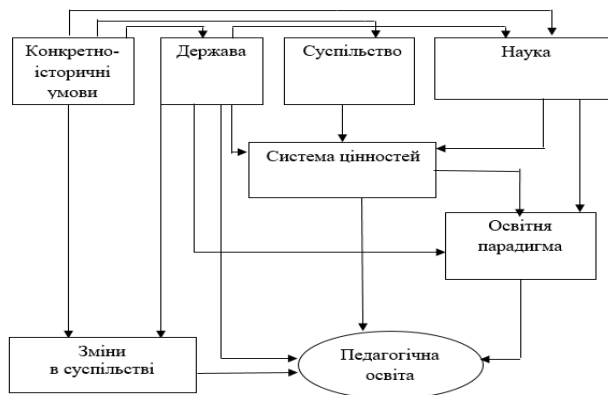 Конкретно-
історичні
умови
Держава
Суспільство
Наука
Система цінностей
Освітня
парадигма
Зміни
в суспільстві
Педагогічна
освіта